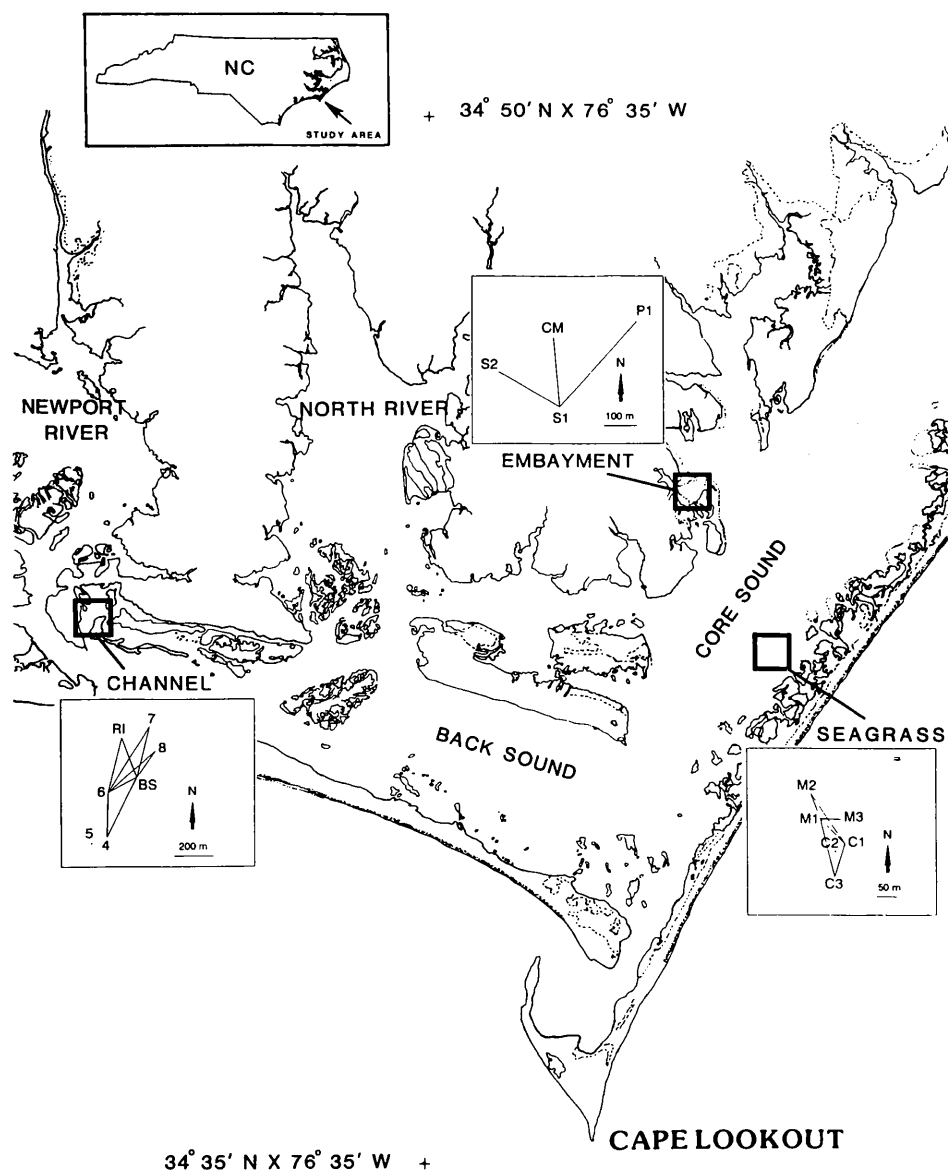 NC
STUDY AREA
+ 34° 50′ N X 76° 35′ W
P1
CM
S2
N
S1
100 m
NEWPORT
RIVER
NORTH RIVER
EMBAYMENT
CORE SOUND
CHANNEL
SEAGRASS
BACK SOUND
RI
7
8
6
BS
N
5
4
200 m
M2
M1
M3
N
C2
C1
C3
50 m
CAPE LOOKOUT
34° 35′ N X 76° 35′ W +